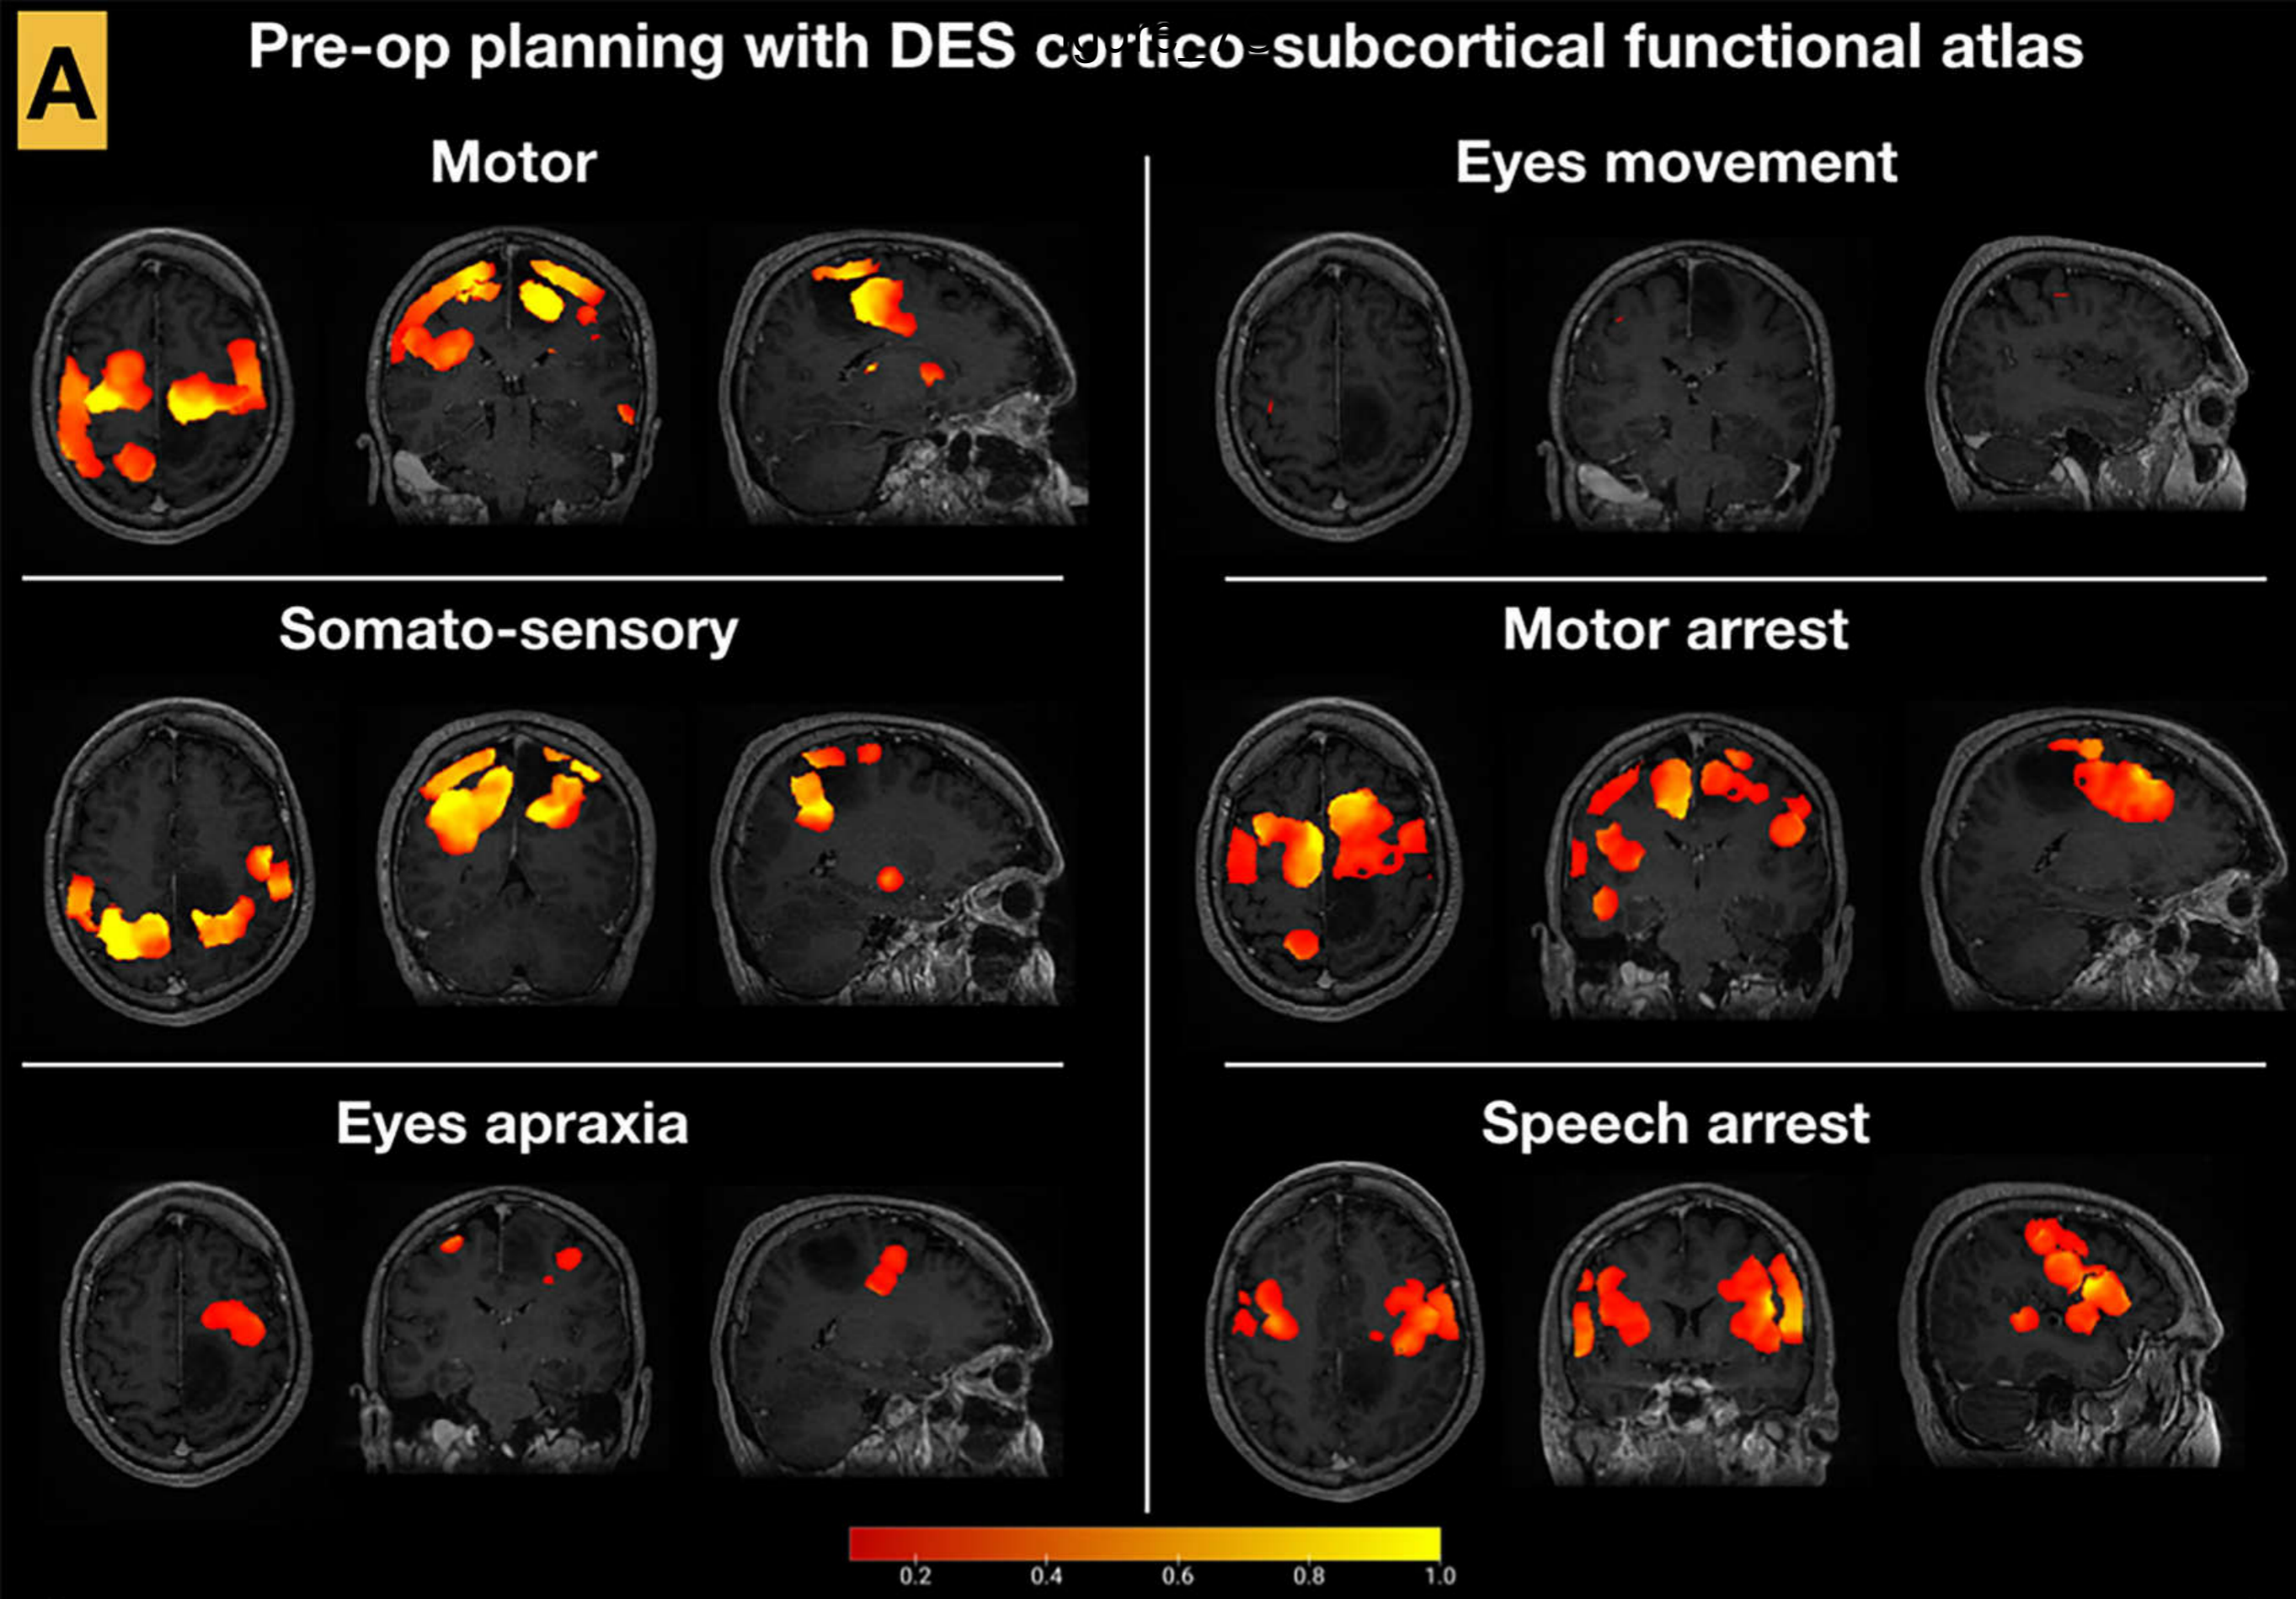 A
Pre-op planning with DES cortico-subcortical functional atlas
Motor
Eyes movement
Somato-sensory
Motor arrest
Eyes apraxia
Speech arrest
0.2 0.4 0.6 0.8 1.0